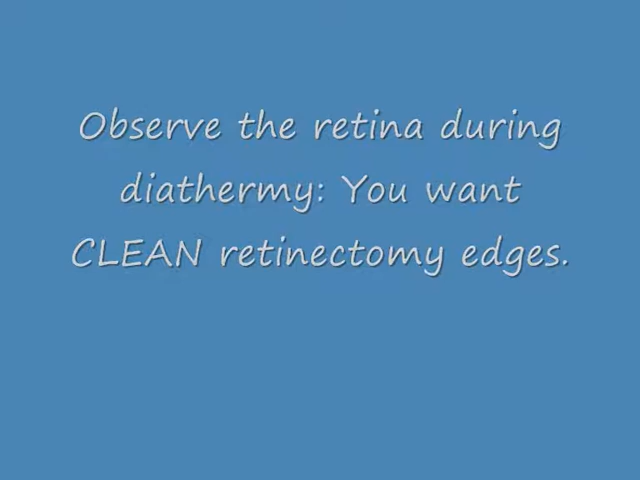 Observe the retina during
diathermy: You want
CLEAN retinectomy edges.